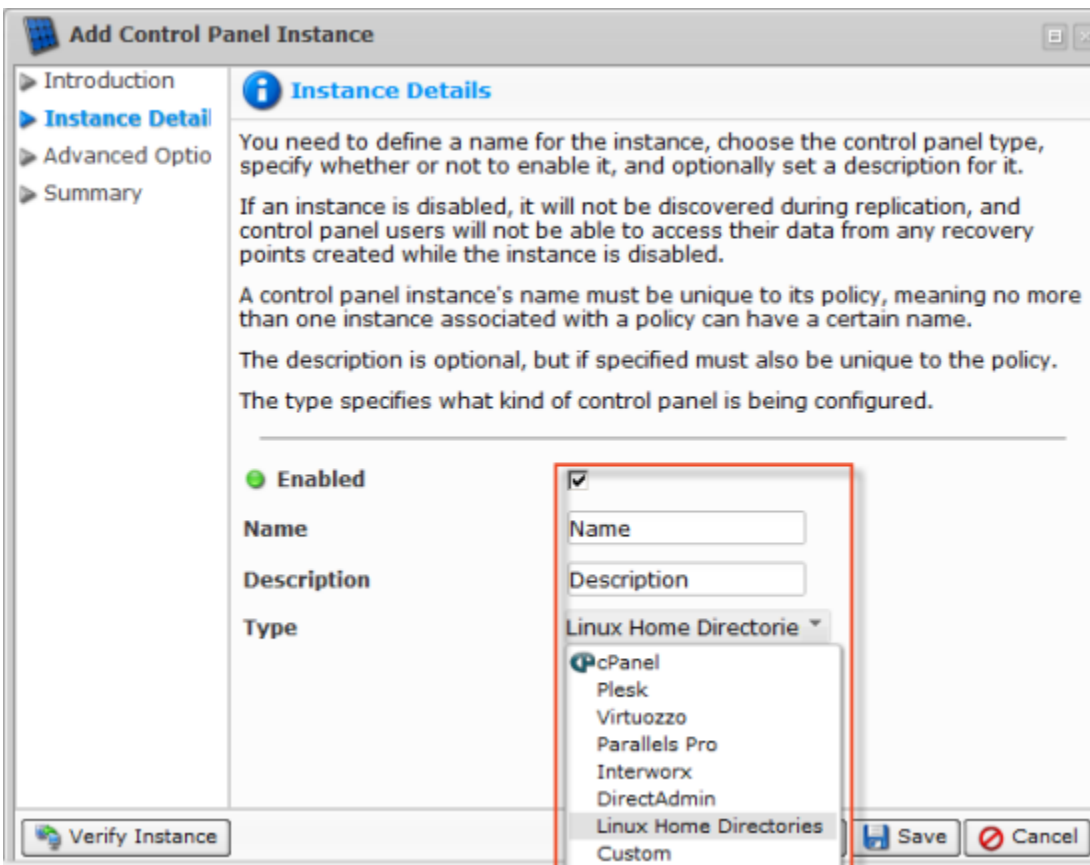 Add Control Panel Instance
Introduction
Instance Detail
Advanced Optio
Summary
Instance Details
You need to define a name for the instance, choose the control panel type,
specify whether or not to enable it, and optionally set a description for it.
If an instance is disabled, it will not be discovered during replication, and
control panel users will not be able to access their data from any recovery
points created while the instance is disabled.
A control panel instance's name must be unique to its policy, meaning no more
than one instance associated with a policy can have a certain name.
The description is optional, but if specified must also be unique to the policy.
The type specifies what kind of control panel is being configured.
Enabled
Name Name
Description Description
Type Linux Home Directorie
cPanel
Plesk
Virtuozzo
Parallels Pro
Interworx
DirectAdmin
Linux Home Directories
Custom
Verify Instance Save Cancel